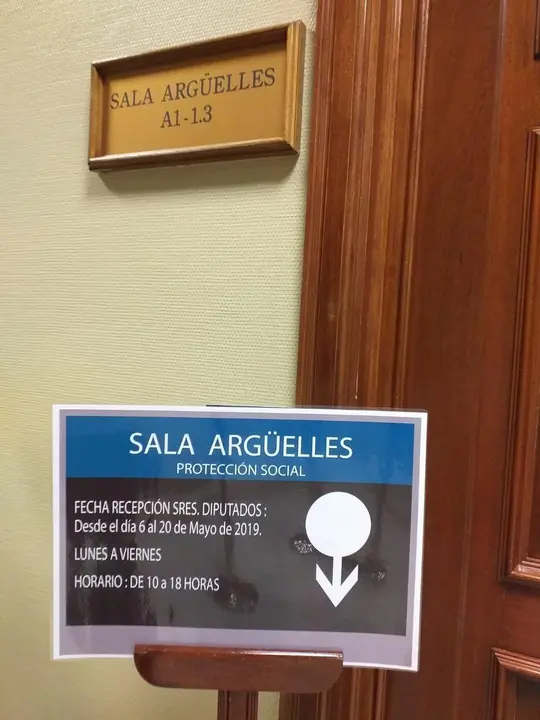 SALA ARGÜELLES
A1-1.3
SALA ARGÜELLES
PROTECCIÓN SOCIAL
FECHA RECEPCIÓN SRES. DIPUTADOS :
Desde el día 6 al 20 de Mayo de 2019.
LUNES A VIERNES
HORARIO : DE 10 a 18 HORAS